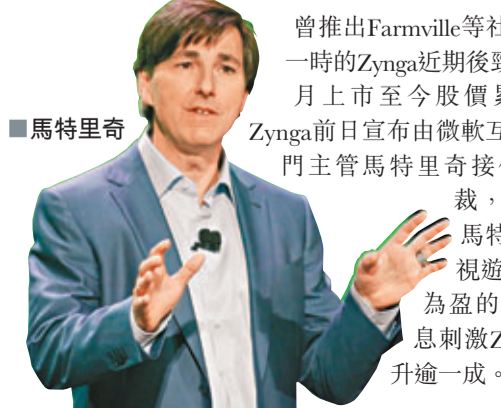 曾推出Farmville等社
一時的Zynga近期後勁
月上市至今股價
■馬特里奇
Zynga前日宣布由微軟互
門主管馬特里奇接
裁，
馬特
視遊
為盈的
息刺激Z
升逾一成。